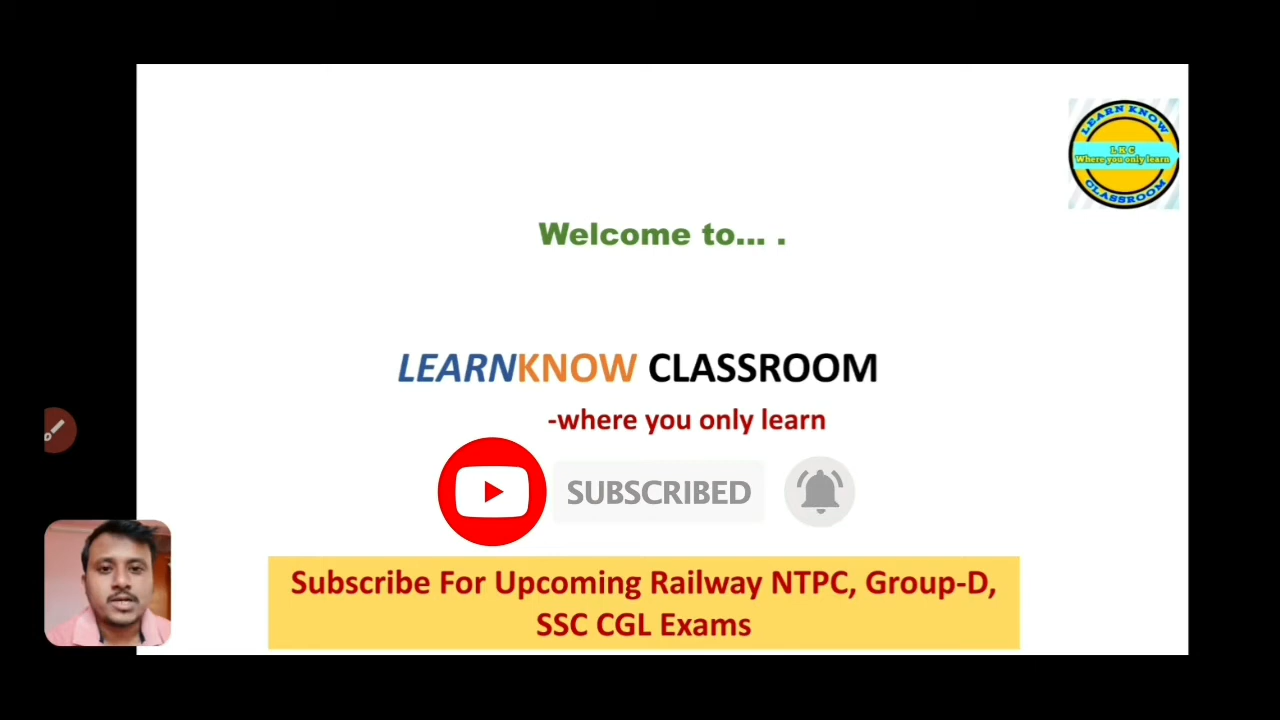 LEARN KNOW
L K C
Where you only learn
CLASSROOM
Welcome to... .
LEARNKNOW CLASSROOM
-where you only learn
SUBSCRIBED
Subscribe For Upcoming Railway NTPC, Group-D,
SSC CGL Exams